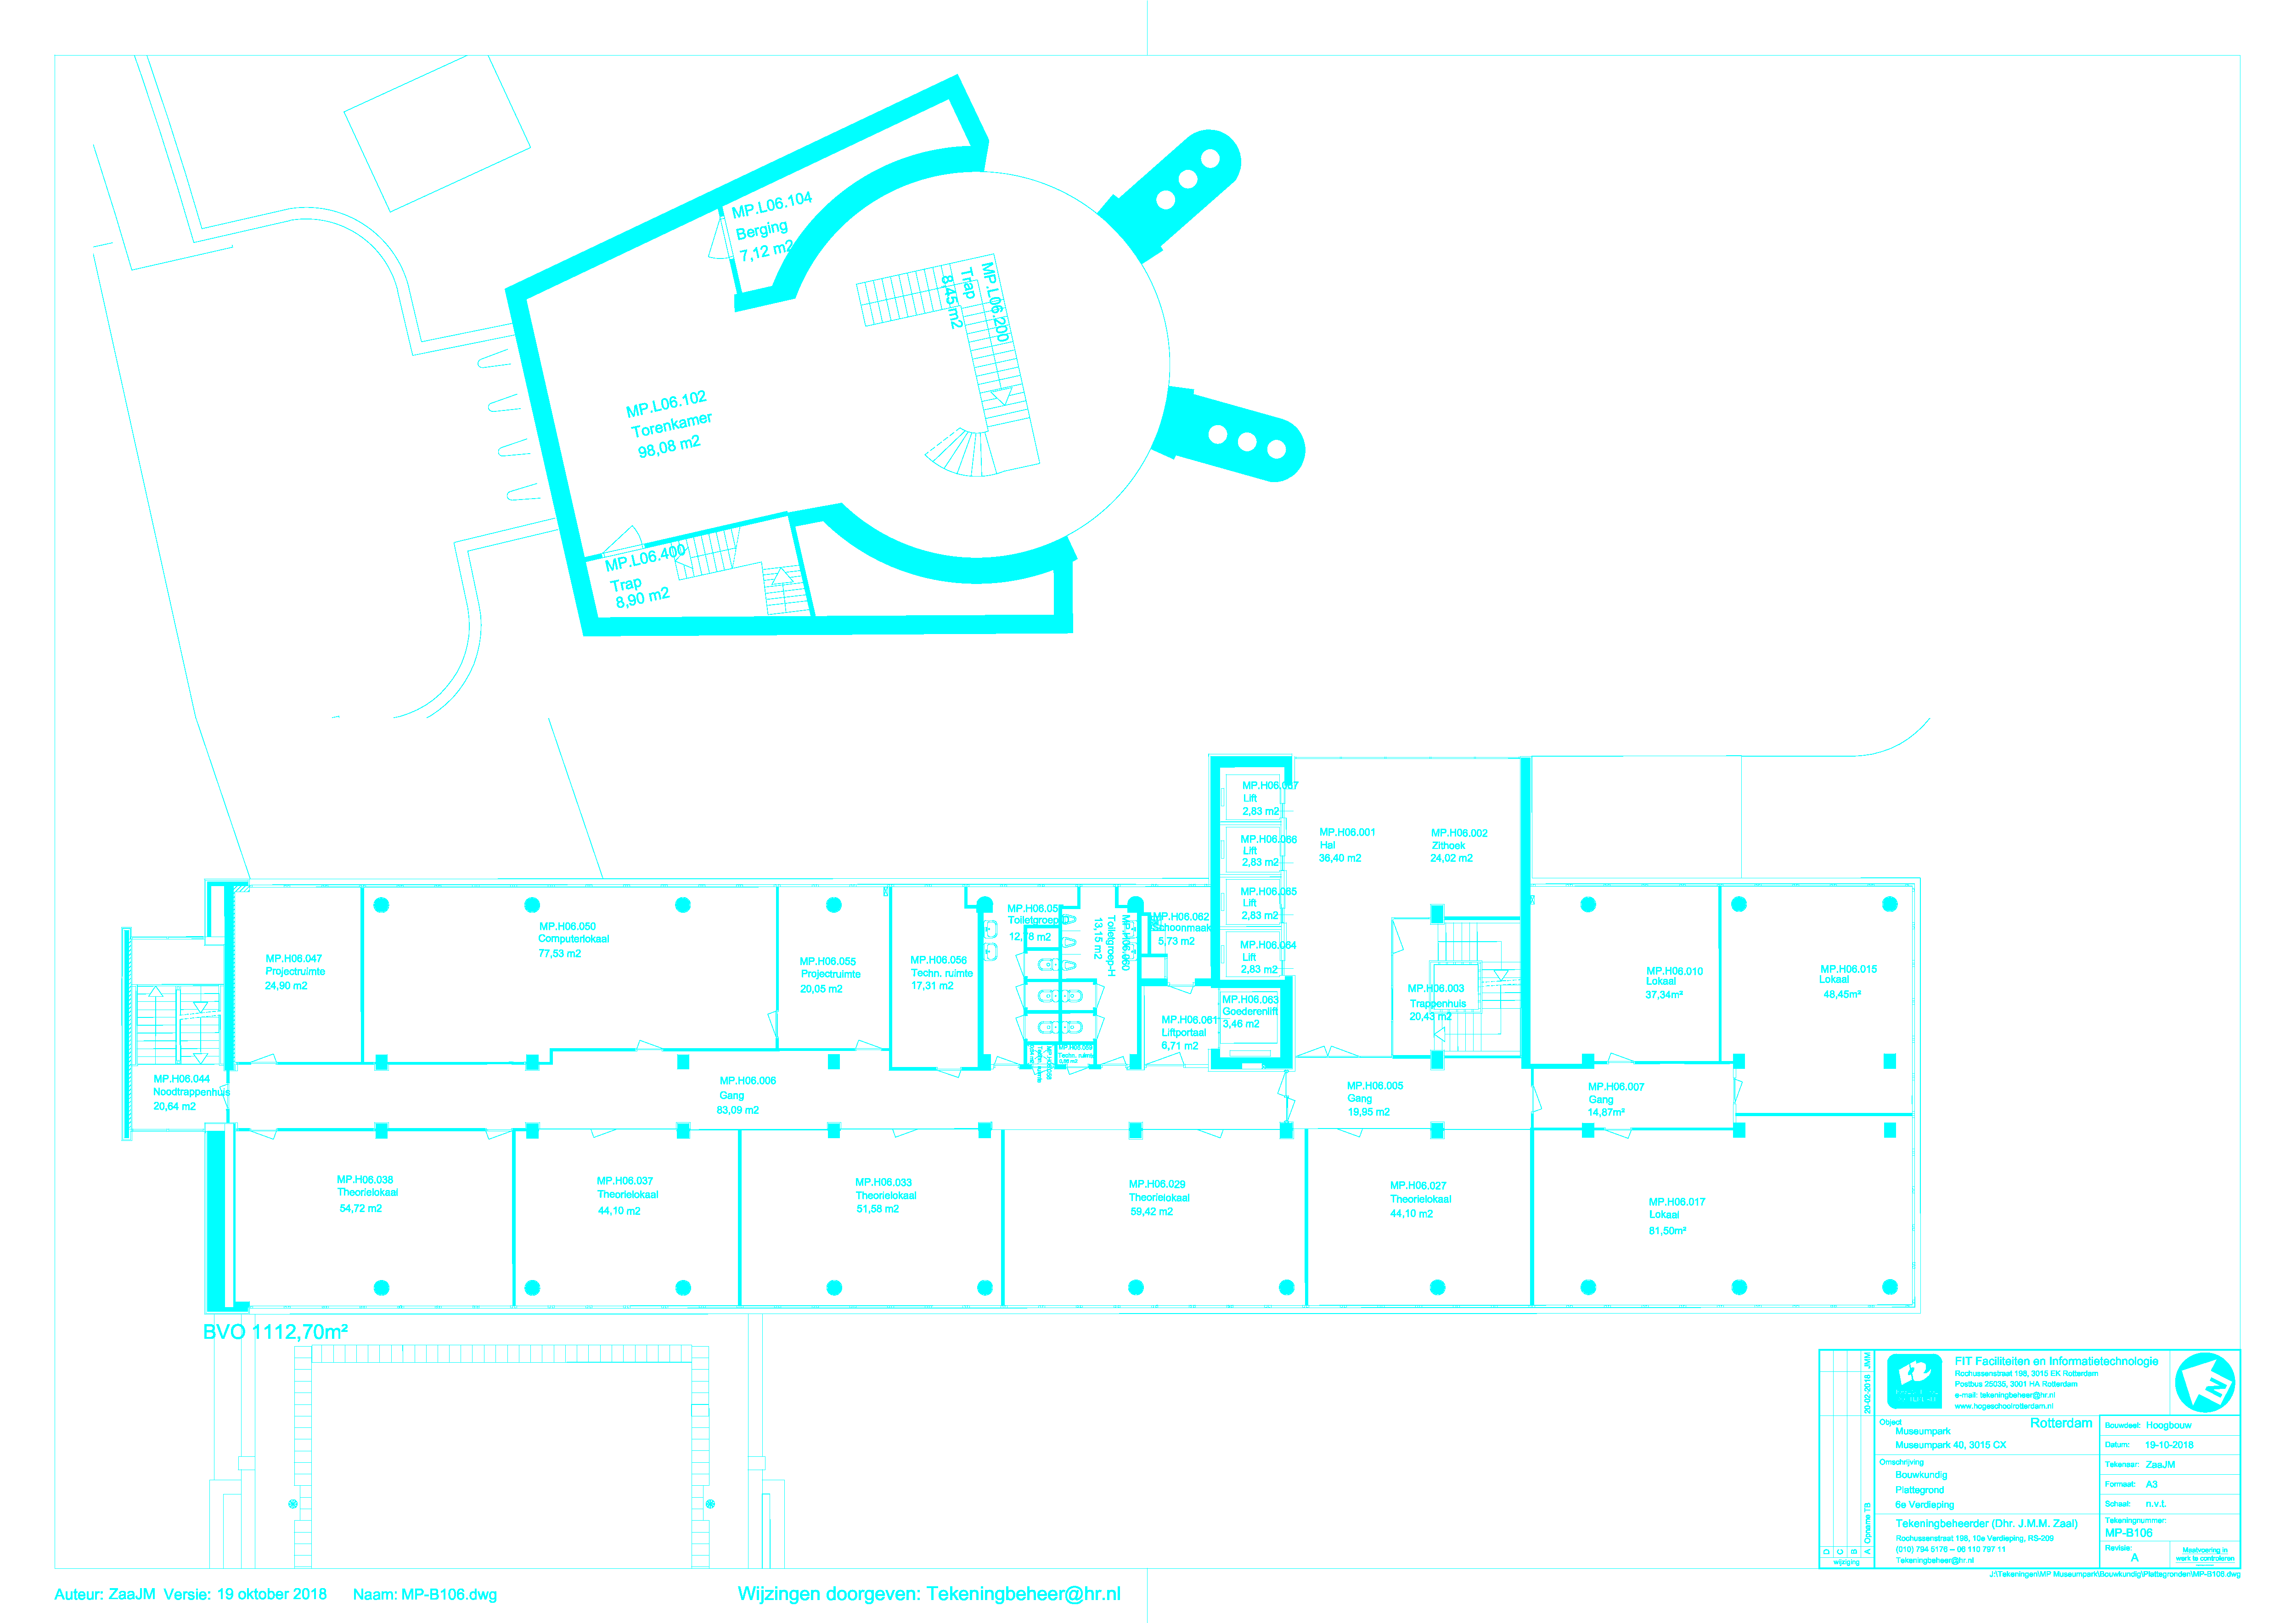 MP.L06.104
Berging
7,12 m2
MP.L06.200
Trap
8,45 m2
MP.L06.102
Torenkamer
98,08 m2
MP.L06.400
Trap
8,90 m2
MP.H06.067
Lift
2,83 m2
MP.H06.066
Lift
2,83 m2
MP.H06.065
Lift
2,83 m2
MP.H06.064
Lift
2,83 m2
MP.H06.001
Hal
36,40 m2
MP.H06.002
Zithoek
24,02 m2
MP.H06.003
Trappenhuis
20,43 m2
MP.H06.063
Goederenlift
3,46 m2
MP.H06.061
Liftportaal
6,71 m2
MP.H06.062
Schoonmaak
5,73 m2
MP.H06.060
Toiletgroep-H
13,15 m2
Toiletgroep-D
m2
Techn. ruimte
MP.H06.056
Techn. ruimte
17,31 m2
MP.H06.055
Projectruimte
20,05 m2
MP.H06.050
Computerlokaal
77,53 m2
MP.H06.047
Projectruimte
24,90 m2
MP.H06.044
Noodtrappenhuis
20,64 m2
MP.H06.006
Gang
83,09 m2
MP.H06.005
Gang
19,95 m2
MP.H06.007
Gang
14,87m²
MP.H06.010
Lokaal
37,34m²
MP.H06.015
Lokaal
48,45m²
MP.H06.038
Theorielokaal
54,72 m2
MP.H06.037
Theorielokaal
44,10 m2
MP.H06.033
Theorielokaal
51,58 m2
MP.H06.029
Theorielokaal
59,42 m2
MP.H06.027
Theorielokaal
44,10 m2
MP.H06.017
Lokaal
81,50m²
BVO 1112,70m²
FIT Faciliteiten en Informatietechnologie
Rochussenstraat 198, 3015 EK Rotterdam
Postbus 25035, 3001 HA Rotterdam
e-mail: tekeningbeheer@hr.nl
www.hogeschoolrotterdam.nl
N
Object
Rotterdam
Museumpark
Museumpark 40, 3015 CX
Omschrijving
Bouwkundig
Plattegrond
6e Verdieping
Tekeningbeheerder (Dhr. J.M.M. Zaal)
Rochussenstraat 198, 10e Verdieping, RS-209
(010) 794 5178 – 06 110 797 11
Tekeningbeheer@hr.nl
Bouwdeel: Hoogbouw
Datum: 19-10-2018
Tekenaar: ZaaJM
Formaat: A3
Schaal: n.v.t.
Tekeningnummer:
MP-B106
Revisie:
A
Maatvoering in
werk te controleren
D
C
B
A Opname TB 20-02-2018 JMM
wijziging
J:\Tekeningen\MP Museumpark\Bouwkundig\Plattegronden\MP-B106.dwg
Auteur: ZaaJM Versie: 19 oktober 2018 Naam: MP-B106.dwg
Wijzingen doorgeven: Tekeningbeheer@hr.nl